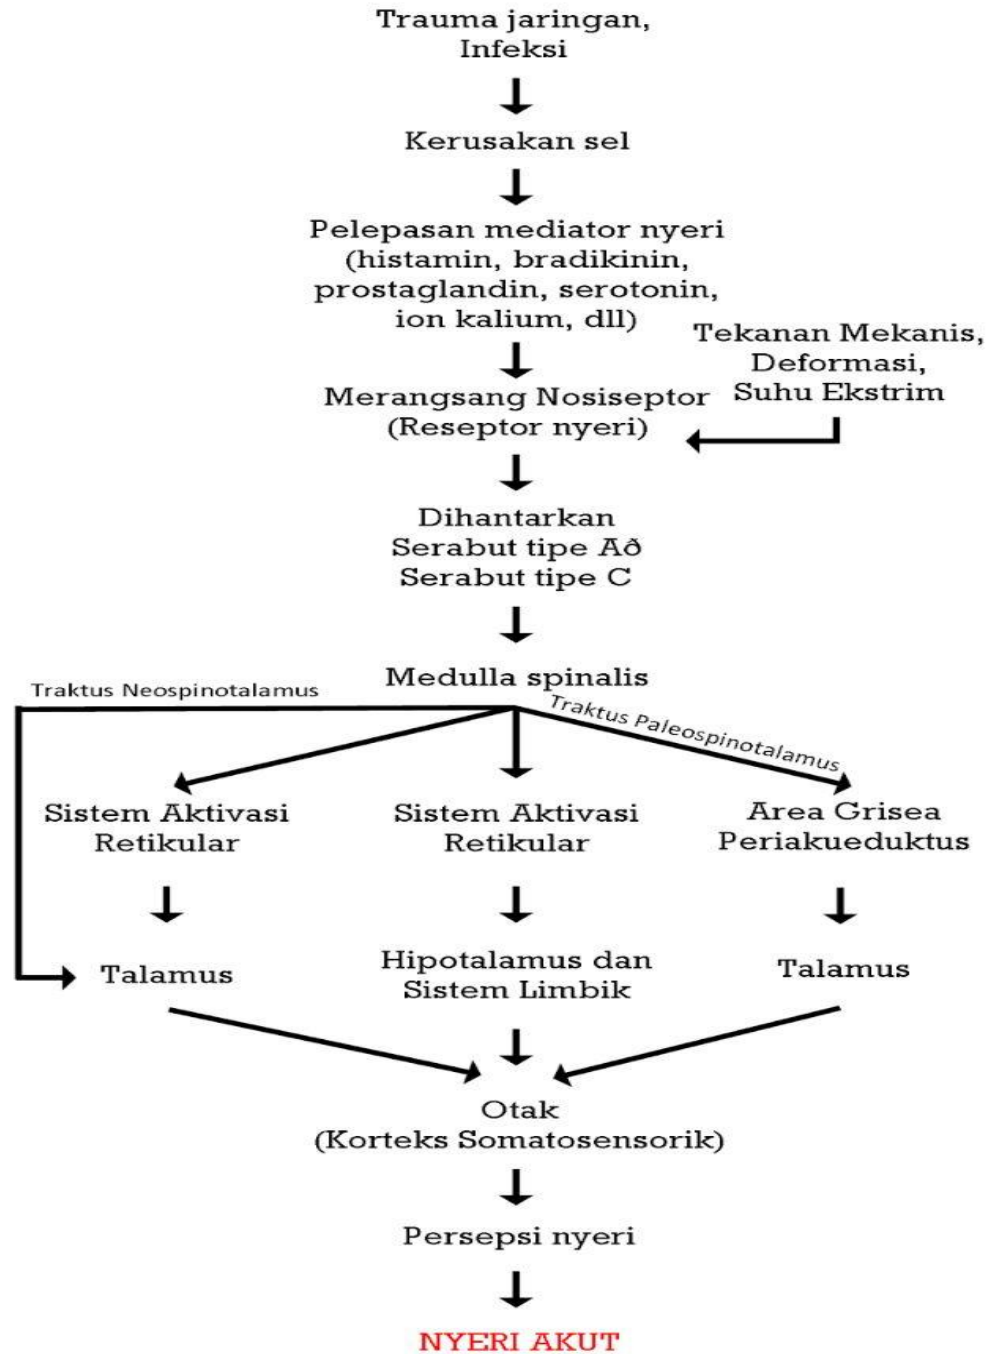 Trauma jaringan,
Infeksi
Kerusakan sel
Pelepasan mediator nyeri
(histamin, bradikinin,
prostaglandin, serotonin,
ion kalium, dll)
Tekanan Mekanis,
Deformasi,
Suhu Ekstrim
Merangsang Nosiseptor
(Reseptor nyeri)
Dihantarkan
Serabut tipe Að
Serabut tipe C
Medulla spinalis
Traktus Neospinotalamus
Traktus Paleospinotalamus
Sistem Aktivasi
Retikular
Sistem Aktivasi
Retikular
Area Grisea
Periakueduktus
Talamus
Hipotalamus dan
Sistem Limbik
Talamus
Otak
(Korteks Somatosensorik)
Persepsi nyeri
NYERI AKUT